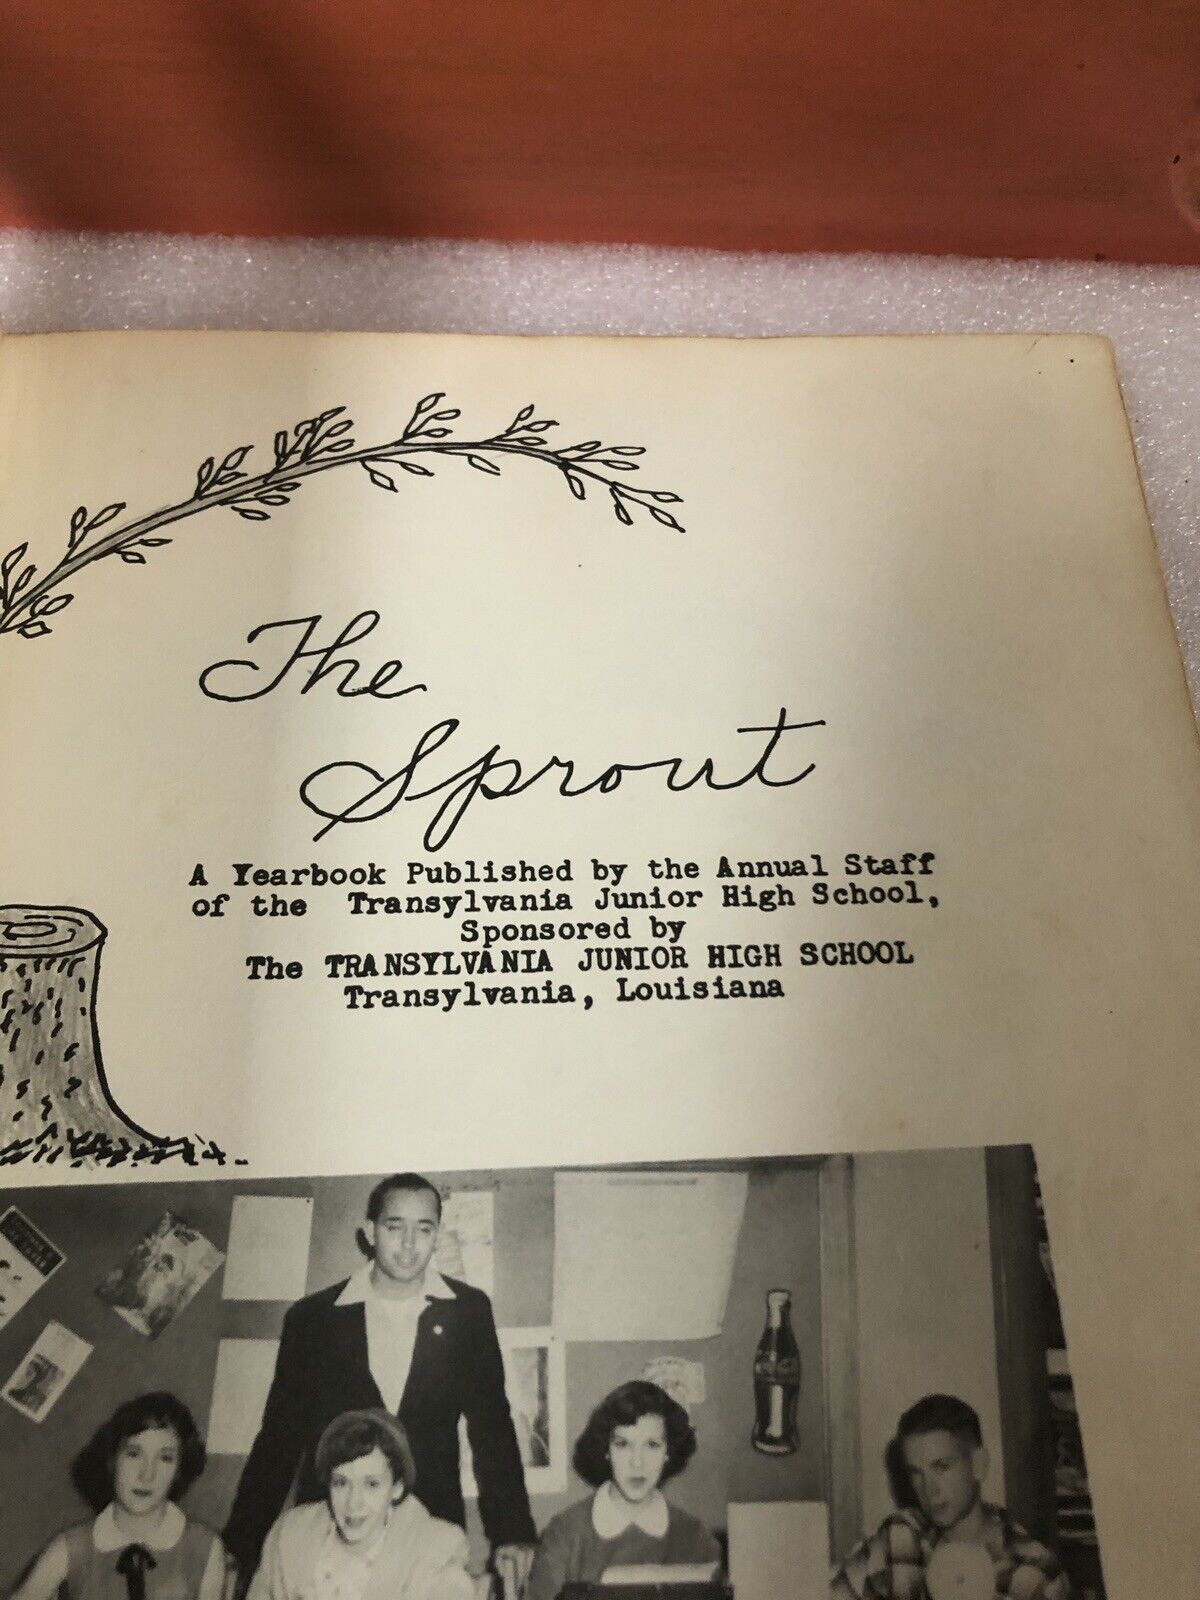 The
Sprout
A Yearbook Published by the Annual Staff
of the Transylvania Junior High School,
Sponsored by
The TRANSYLVANIA JUNIOR HIGH SCHOOL
Transylvania, Louisiana